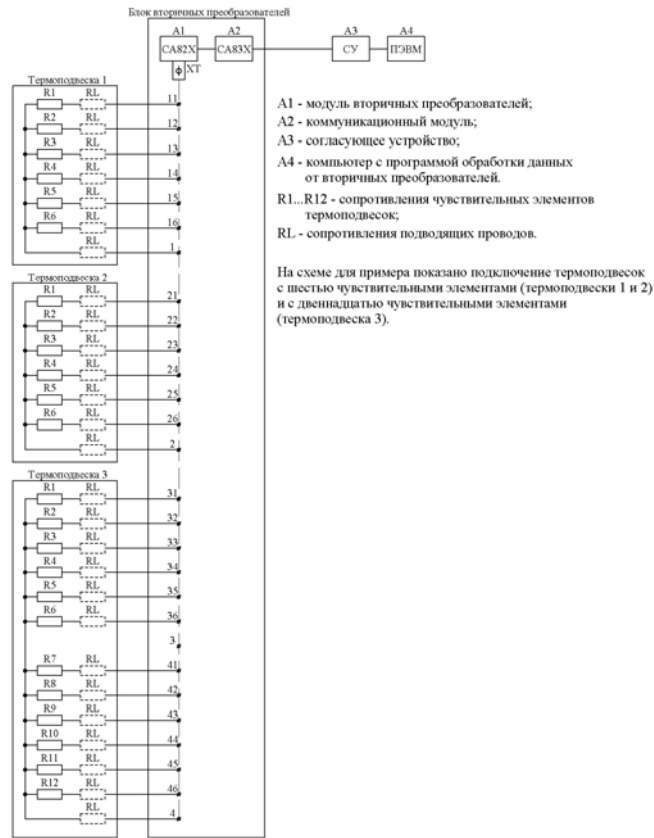 Блок вторичных преобразователей
А1 А2 А3 А4
СА82Х СА83Х СУ ПЭВМ
ХТ
Термоподвеска 1
R1 RL 11
R2 RL 12
R3 RL 13
R4 RL 14
R5 RL 15
R6 RL 16
RL 1
А1 - модуль вторичных преобразователей;
А2 - коммуникационный модуль;
А3 - согласующее устройство;
А4 - компьютер с программой обработки данных
от вторичных преобразователей.
R1...R12 - сопротивления чувствительных элементов
термоподвесок;
RL - сопротивления подводящих проводов.
На схеме для примера показано подключение термоподвесок
с шестью чувствительными элементами (термоподвески 1 и 2)
и с двеннадцатью чувствительными элементами
(термоподвеска 3).
Термоподвеска 2
R1 RL 21
R2 RL 22
R3 RL 23
R4 RL 24
R5 RL 25
R6 RL 26
RL 2
Термоподвеска 3
R1 RL 31
R2 RL 32
R3 RL 33
R4 RL 34
R5 RL 35
R6 RL 36
3
R7 RL 41
R8 RL 42
R9 RL 43
R10 RL 44
R11 RL 45
R12 RL 46
RL 4